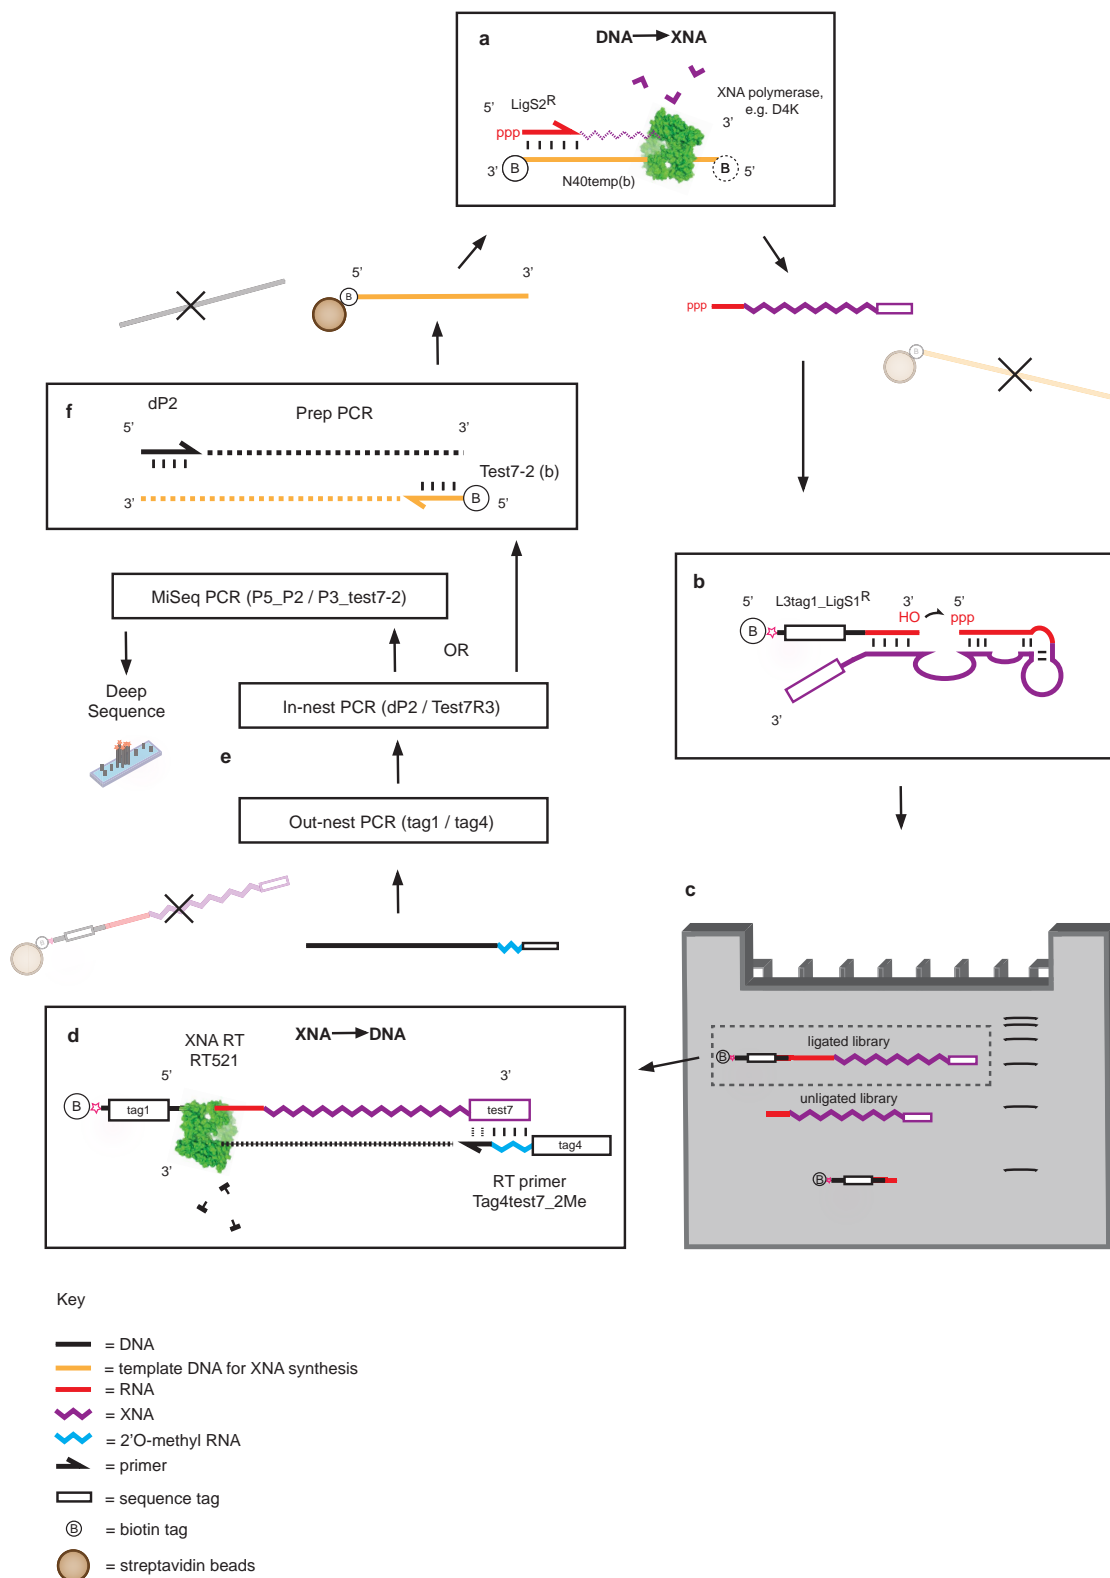 a
DNA XNA
XNA polymerase,
e.g. D4K
5’
LigS2R
3’
ppp
3’
B
B
5’
N40temp(b)
5’
3’
B
ppp
B
f
dP2
Prep PCR
5’
3’
Test7-2 (b)
3’
B
5’
MiSeq PCR (P5_P2 / P3_test7-2)
OR
Deep
Sequence
In-nest PCR (dP2 / Test7R3)
e
Out-nest PCR (tag1 / tag4)
B
b
5’
L3tag1_LigS1R
3’
5’
HO
ppp
B
3’
c
ligated library
B
unligated library
B
d
XNA DNA
XNA RT
RT521
5’
3’
B
tag1
test7
tag4
3’
RT primer
Tag4test7_2Me
Key
= DNA
= template DNA for XNA synthesis
= RNA
= XNA
= 2’O-methyl RNA
= primer
= sequence tag
B = biotin tag
= streptavidin beads